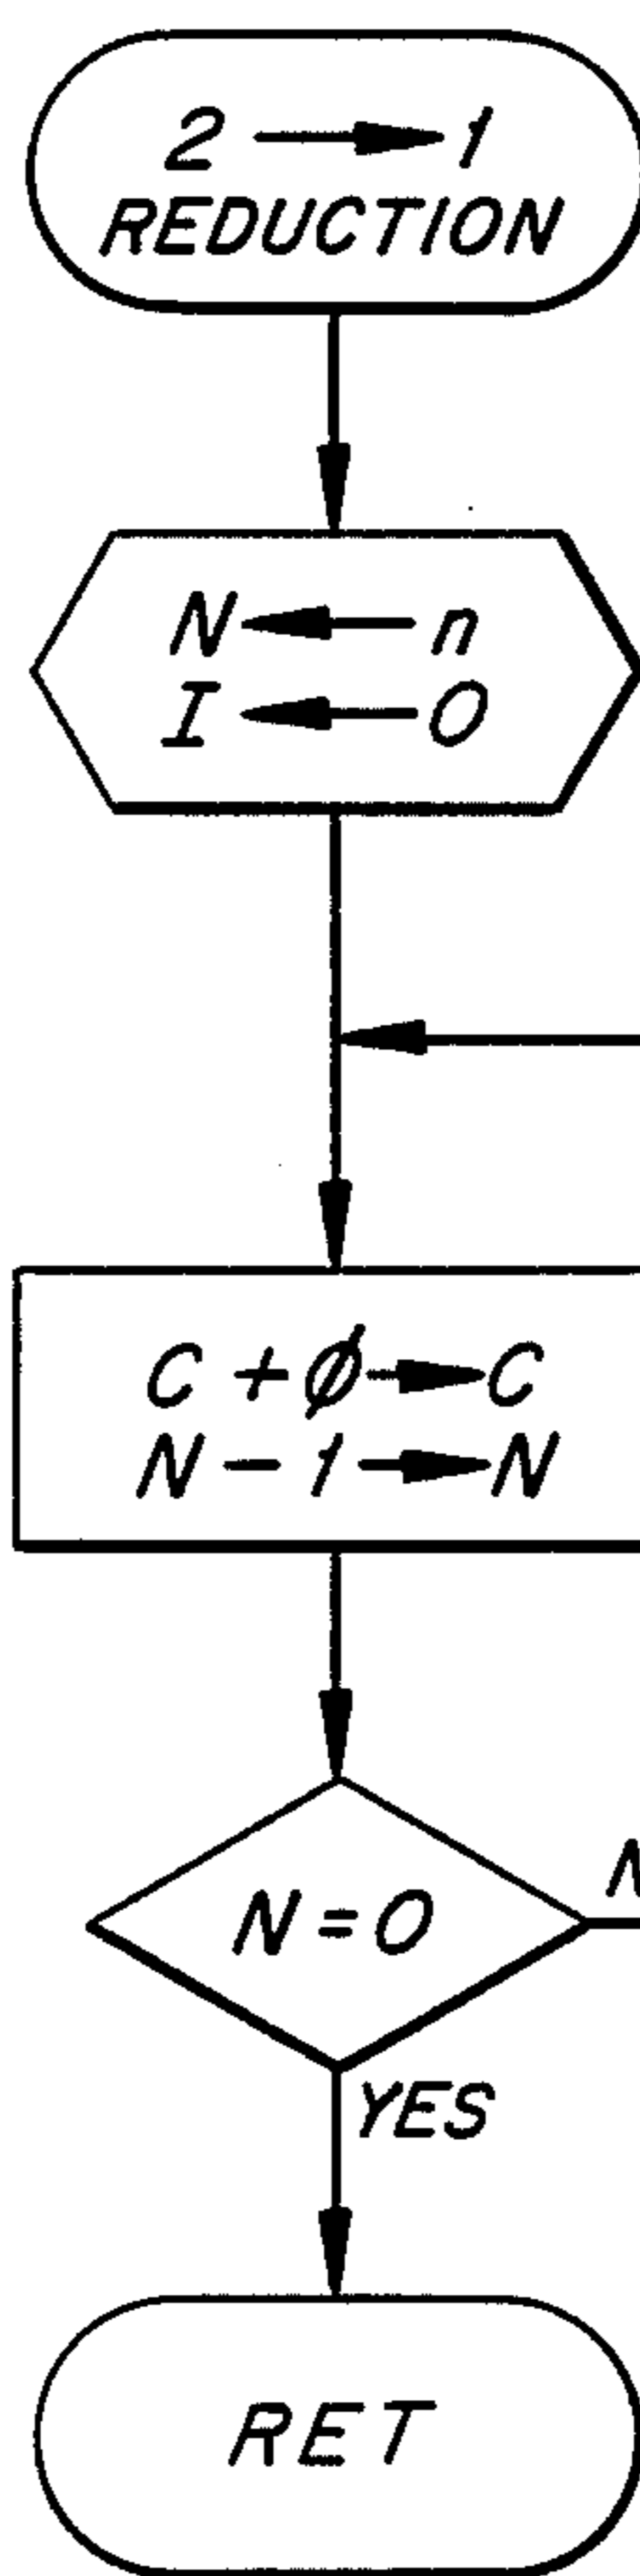 2 → 1
REDUCTION
N ← n
I ← 0
C + ∅ → C
N - 1 → N
N = 0
YES
RET